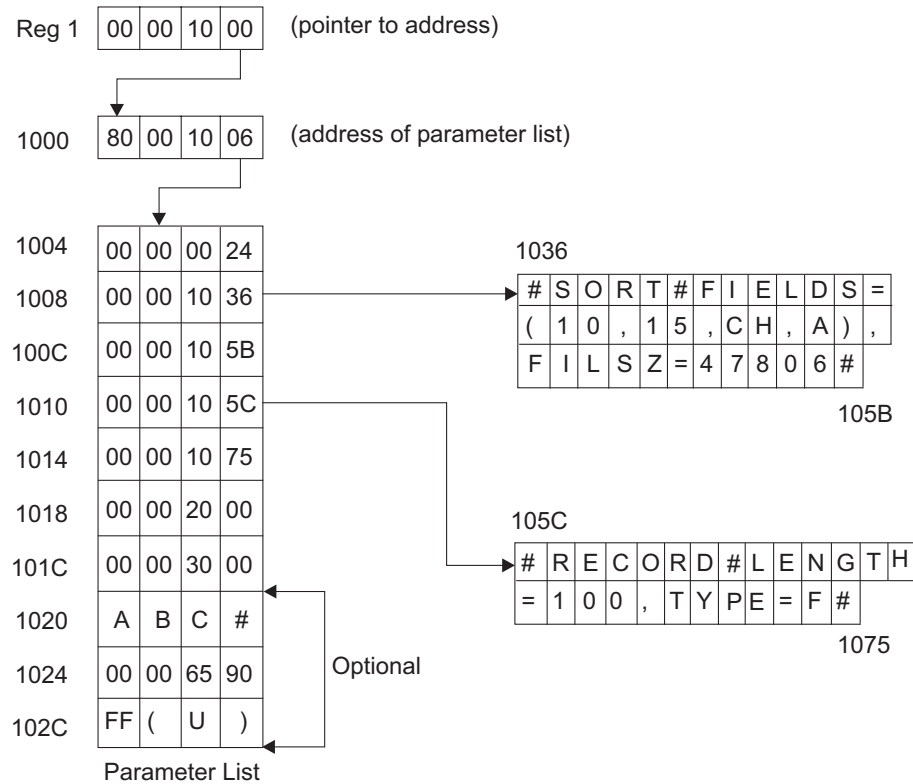 Reg 1 00 00 10 00 (pointer to address)
1000 80 00 10 06 (address of parameter list)
1004 00 00 00 24
1008 00 00 10 36
100C 00 00 10 5B
1010 00 00 10 5C
1014 00 00 10 75
1018 00 00 20 00
101C 00 00 30 00
1020 A B C #
1024 00 00 65 90
102C FF ( U )
Optional
Parameter List
1036
#SORT#FIELDS=
(10,15,CH,A),
FILSZ=47806#
105B
105C
#RECORD#LENGTH
=100,TYPE=F#
1075